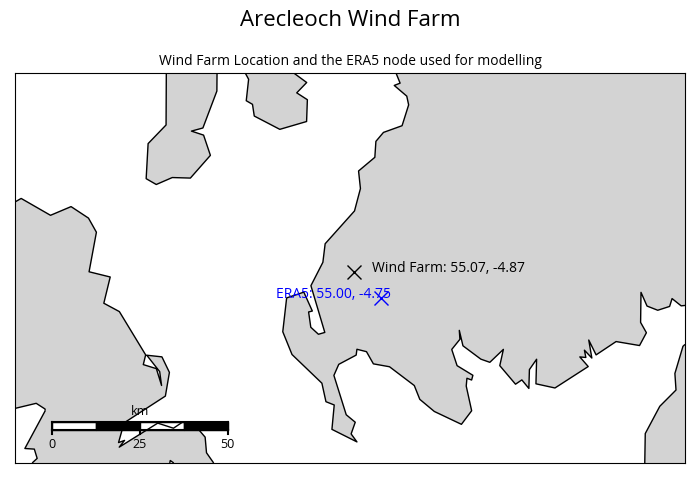 Arecleoch Wind Farm
Wind Farm Location and the ERA5 node used for modelling
Wind Farm: 55.07, -4.87
ERA5: 55.00, -4.75
km
0 25 50